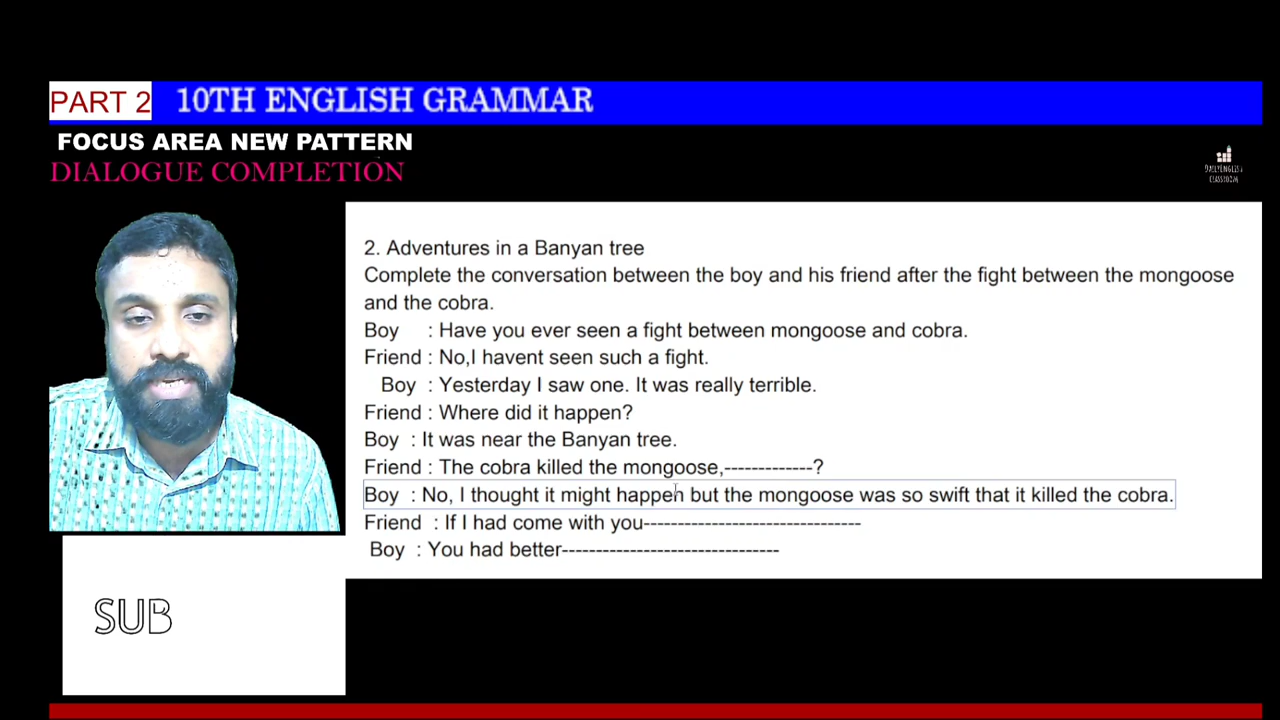 PART 2 10TH ENGLISH GRAMMAR
FOCUS AREA NEW PATTERN
DIALOGUE COMPLETION
DAILYENGLISH
CLASSROOM
2. Adventures in a Banyan tree
Complete the conversation between the boy and his friend after the fight between the mongoose
and the cobra.
Boy : Have you ever seen a fight between mongoose and cobra.
Friend : No,I havent seen such a fight.
Boy : Yesterday I saw one. It was really terrible.
Friend : Where did it happen?
Boy : It was near the Banyan tree.
Friend : The cobra killed the mongoose,-------------?
Boy : No, I thought it might happen but the mongoose was so swift that it killed the cobra.
Friend : If I had come with you--------------------------------
Boy : You had better--------------------------------
SUB